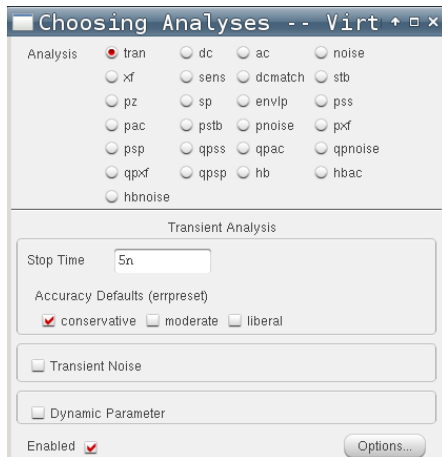 Choosing Analyses -- Virt
Analysis tran dc ac noise
xf sens dcmatch stb
pz sp envlp pss
pac pstb pnoise pxf
psp qpss qpac qpnoise
qpxf qpsp hb hbac
hbnoise
Transient Analysis
Stop Time 5n
Accuracy Defaults (errpreset)
conservative moderate liberal
Transient Noise
Dynamic Parameter
Enabled Options...